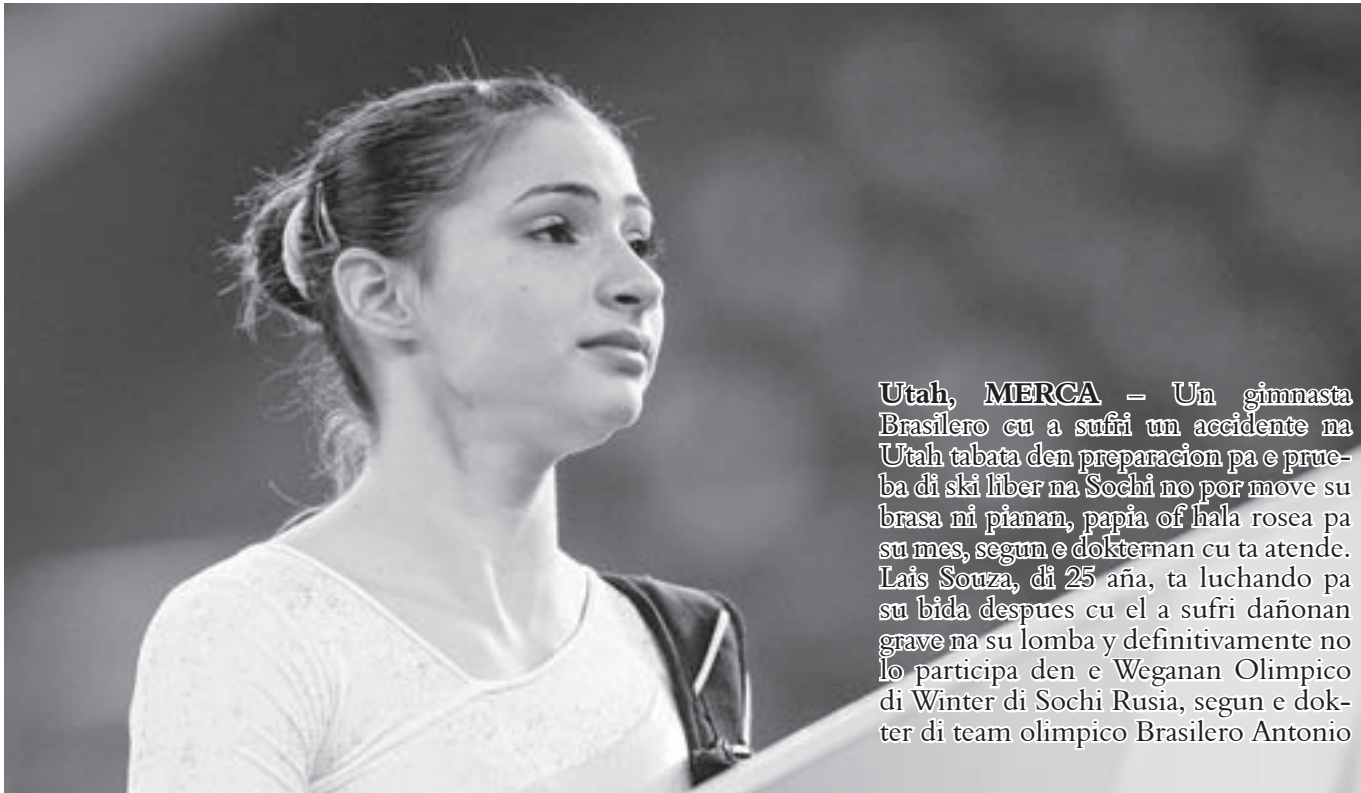 Utah, MERCA – Un gimnasta
Brasilero cu a sufri un accidente na
Utah tabata den preparacion pa e prue-
ba di ski liber na Sochi no por move su
brasa ni pianan, papia of hala rosea pa
su mes, segun e dokternan cu ta atende.
Lais Souza, di 25 aña, ta luchando pa
su bida despues cu el a sufri dañonan
grave na su lomba y definitivamente no
lo participa den e Weganan Olimpico
di Winter di Sochi Rusia, segun e dok-
ter di team olimpico Brasilero Antonio